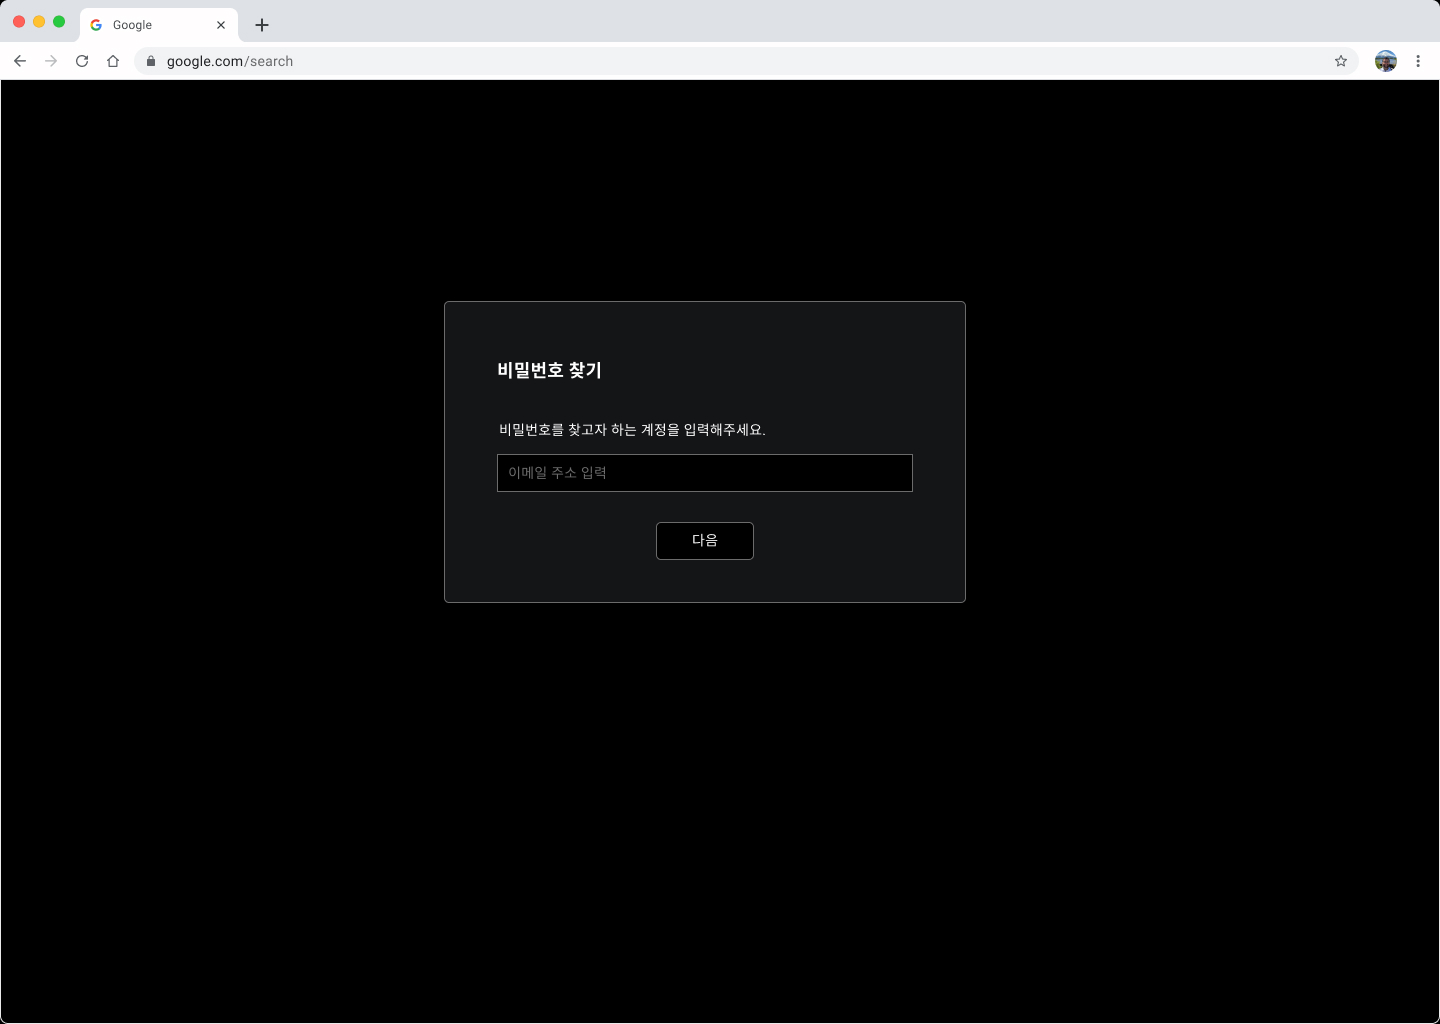 Google
google.com/search
비밀번호 찾기
비밀번호를 찾고자 하는 계정을 입력해주세요.
이메일 주소 입력
다음